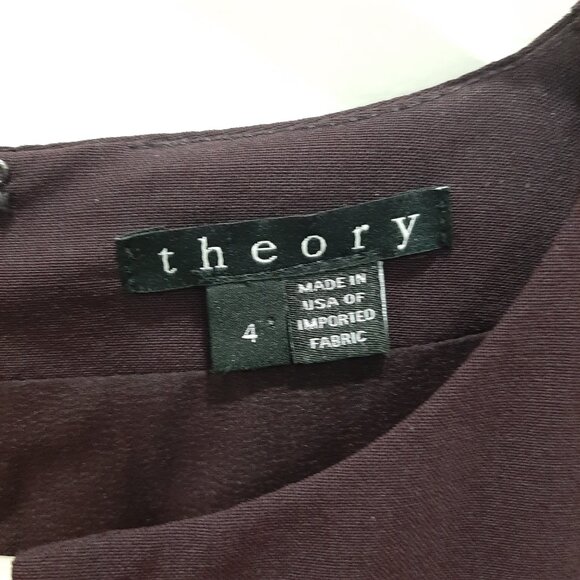 theory
4
MADE IN
USA OF
IMPORTED
FABRIC